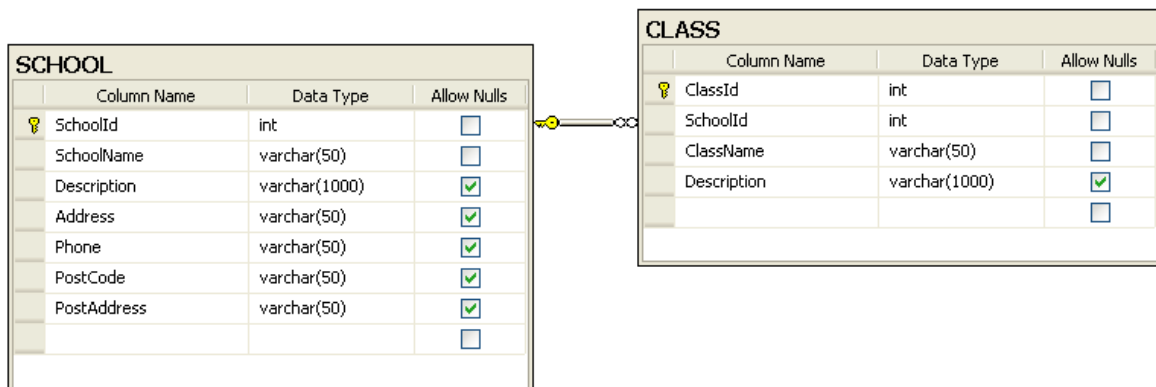 SCHOOL
Column Name Data Type Allow Nulls
SchoolId int
SchoolName varchar(50)
Description varchar(1000)
Address varchar(50)
Phone varchar(50)
PostCode varchar(50)
PostAddress varchar(50)
CLASS
Column Name Data Type Allow Nulls
ClassId int
SchoolId int
ClassName varchar(50)
Description varchar(1000)